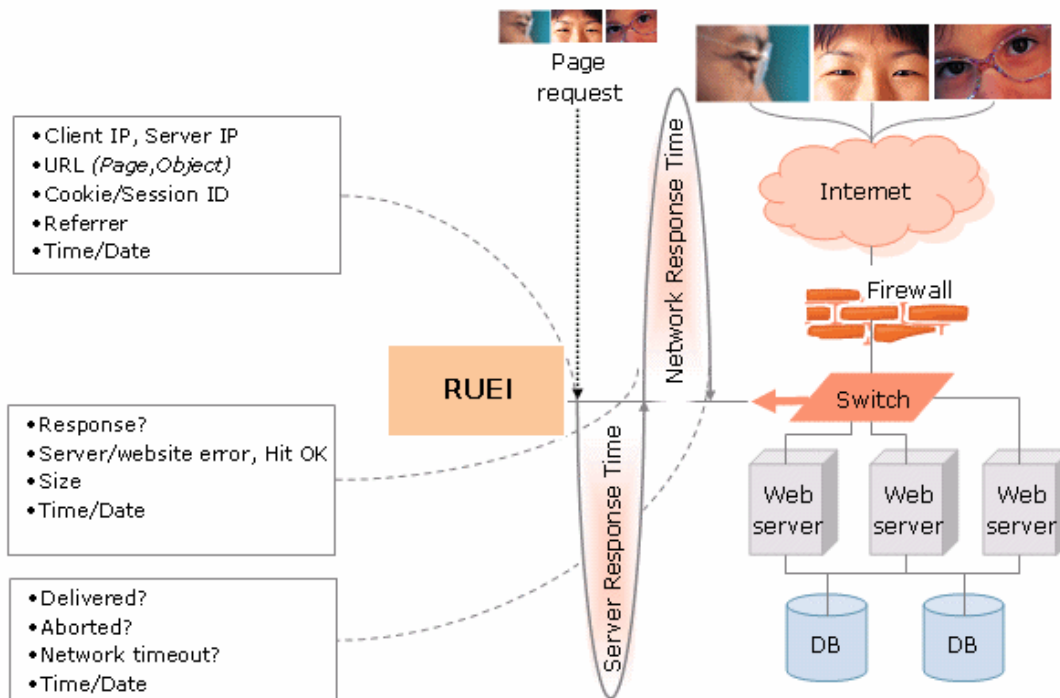 Page
request
• Client IP, Server IP
• URL (Page,Object)
• Cookie/Session ID
• Referrer
• Time/Date
Network Response Time
Internet
Firewall
RUEI
Switch
• Response?
• Server/website error, Hit OK
• Size
• Time/Date
Server Response Time
Web
server
Web
server
Web
server
• Delivered?
• Aborted?
• Network timeout?
• Time/Date
DB
DB